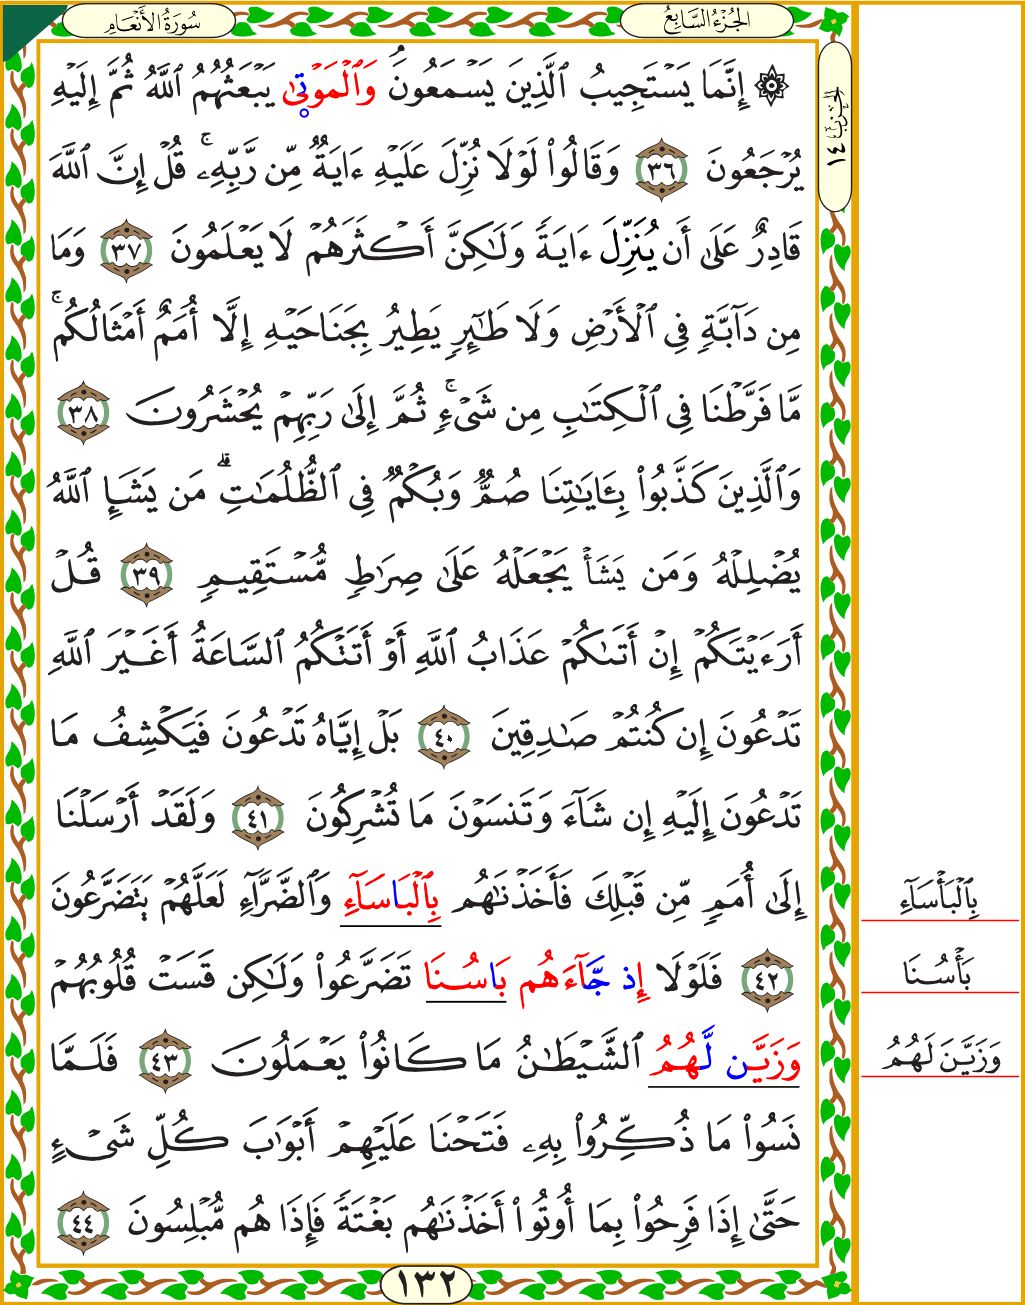 سُورَةُ الأَنْعَامِ
الجُزْءُ السَّابِعُ
الحزب ١٤
۞ إِنَّمَا يَسْتَجِيبُ ٱلَّذِينَ يَسْمَعُونَۘ وَٱلْمَوْتٜىٰ يَبْعَثُهُمُ ٱللَّهُ ثُمَّ إِلَيْهِ
يُرْجَعُونَ ٣٦ وَقَالُوا۟ لَوْلَا نُزِّلَ عَلَيْهِ ءَايَةٌ مِّن رَّبِّهِۦۚ قُلْ إِنَّ ٱللَّهَ
قَادِرٌ عَلَىٰٓ أَن يُنَزِّلَ ءَايَةً وَلَـٰكِنَّ أَكْثَرَهُمْ لَا يَعْلَمُونَ ٣٧ وَمَا
مِن دَآبَّةٍ فِى ٱلْأَرْضِ وَلَا طَـٰٓئِرٍ يَطِيرُ بِجَنَاحَيْهِ إِلَّآ أُمَمٌ أَمْثَالُكُمۚ
مَّا فَرَّطْنَا فِى ٱلْكِتَـٰبِ مِن شَىْءٍۚ ثُمَّ إِلَىٰ رَبِّهِمْ يُحْشَرُونَ ٣٨
وَٱلَّذِينَ كَذَّبُوا۟ بِـَٔايَـٰتِنَا صُمٌّ وَبُكْمٌ فِى ٱلظُّلُمَـٰتِۗ مَن يَشَإِ ٱللَّهُ
يُضْلِلْهُ وَمَن يَشَأْ يَجْعَلْهُ عَلَىٰ صِرَٰطٍ مُّسْتَقِيمٍ ٣٩ قُلْ
أَرَءَيْتَكُمْ إِنْ أَتَىٰكُمْ عَذَابُ ٱللَّهِ أَوْ أَتَتْكُمُ ٱلسَّاعَةُ أَغَيْرَ ٱللَّهِ
تَدْعُونَ إِن كُنتُمْ صَـٰدِقِينَ ٤٠ بَلْ إِيَّاهُ تَدْعُونَ فَيَكْشِفُ مَا
تَدْعُونَ إِلَيْهِ إِن شَآءَ وَتَنسَوْنَ مَا تُشْرِكُونَ ٤١ وَلَقَدْ أَرْسَلْنَآ
إِلَىٰٓ أُمَمٍ مِّن قَبْلِكَ فَأَخَذْنَـٰهُم بِٱلْبَاسَآءِ وَٱلضَّرَّآءِ لَعَلَّهُمْ يَتَضَرَّعُونَ
بِٱلْبَأْسَآءِ
٤٢ فَلَوْلَآ إِذ جَّآءَهُم بَاسُنَا تَضَرَّعُوا۟ وَلَـٰكِن قَسَتْ قُلُوبُهُمْ
بَأْسُنَا
وَزَيَّن لَّهُمُ ٱلشَّيْطَـٰنُ مَا كَانُوا۟ يَعْمَلُونَ ٤٣ فَلَمَّا
وَزَيَّنَ لَهُمُ
نَسُوا۟ مَا ذُكِّرُوا۟ بِهِۦ فَتَحْنَا عَلَيْهِمْ أَبْوَٰبَ كُلِّ شَىْءٍ
حَتَّىٰٓ إِذَا فَرِحُوا۟ بِمَآ أُوتُوٓا۟ أَخَذْنَـٰهُم بَغْتَةً فَإِذَا هُم مُّبْلِسُونَ ٤٤
١٣٢